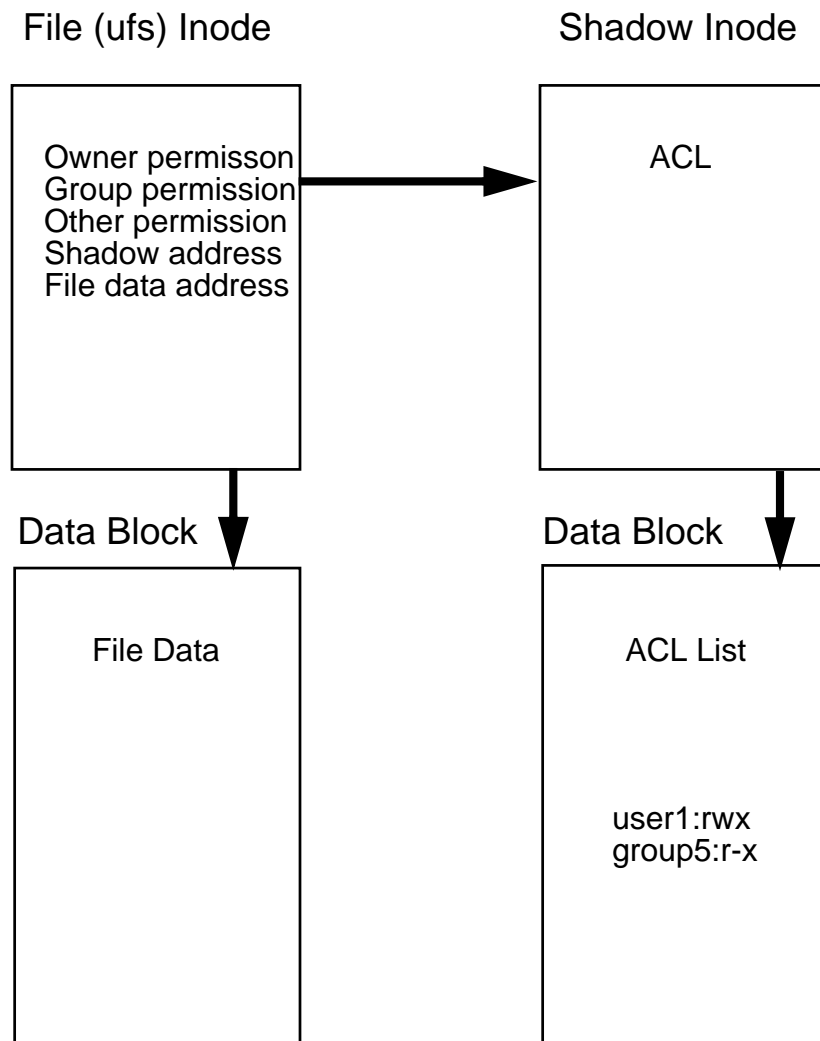 File (ufs) Inode
Shadow Inode
Owner permisson
Group permission
Other permission
Shadow address
File data address
ACL
Data Block
Data Block
File Data
ACL List
user1:rwx
group5:r-x